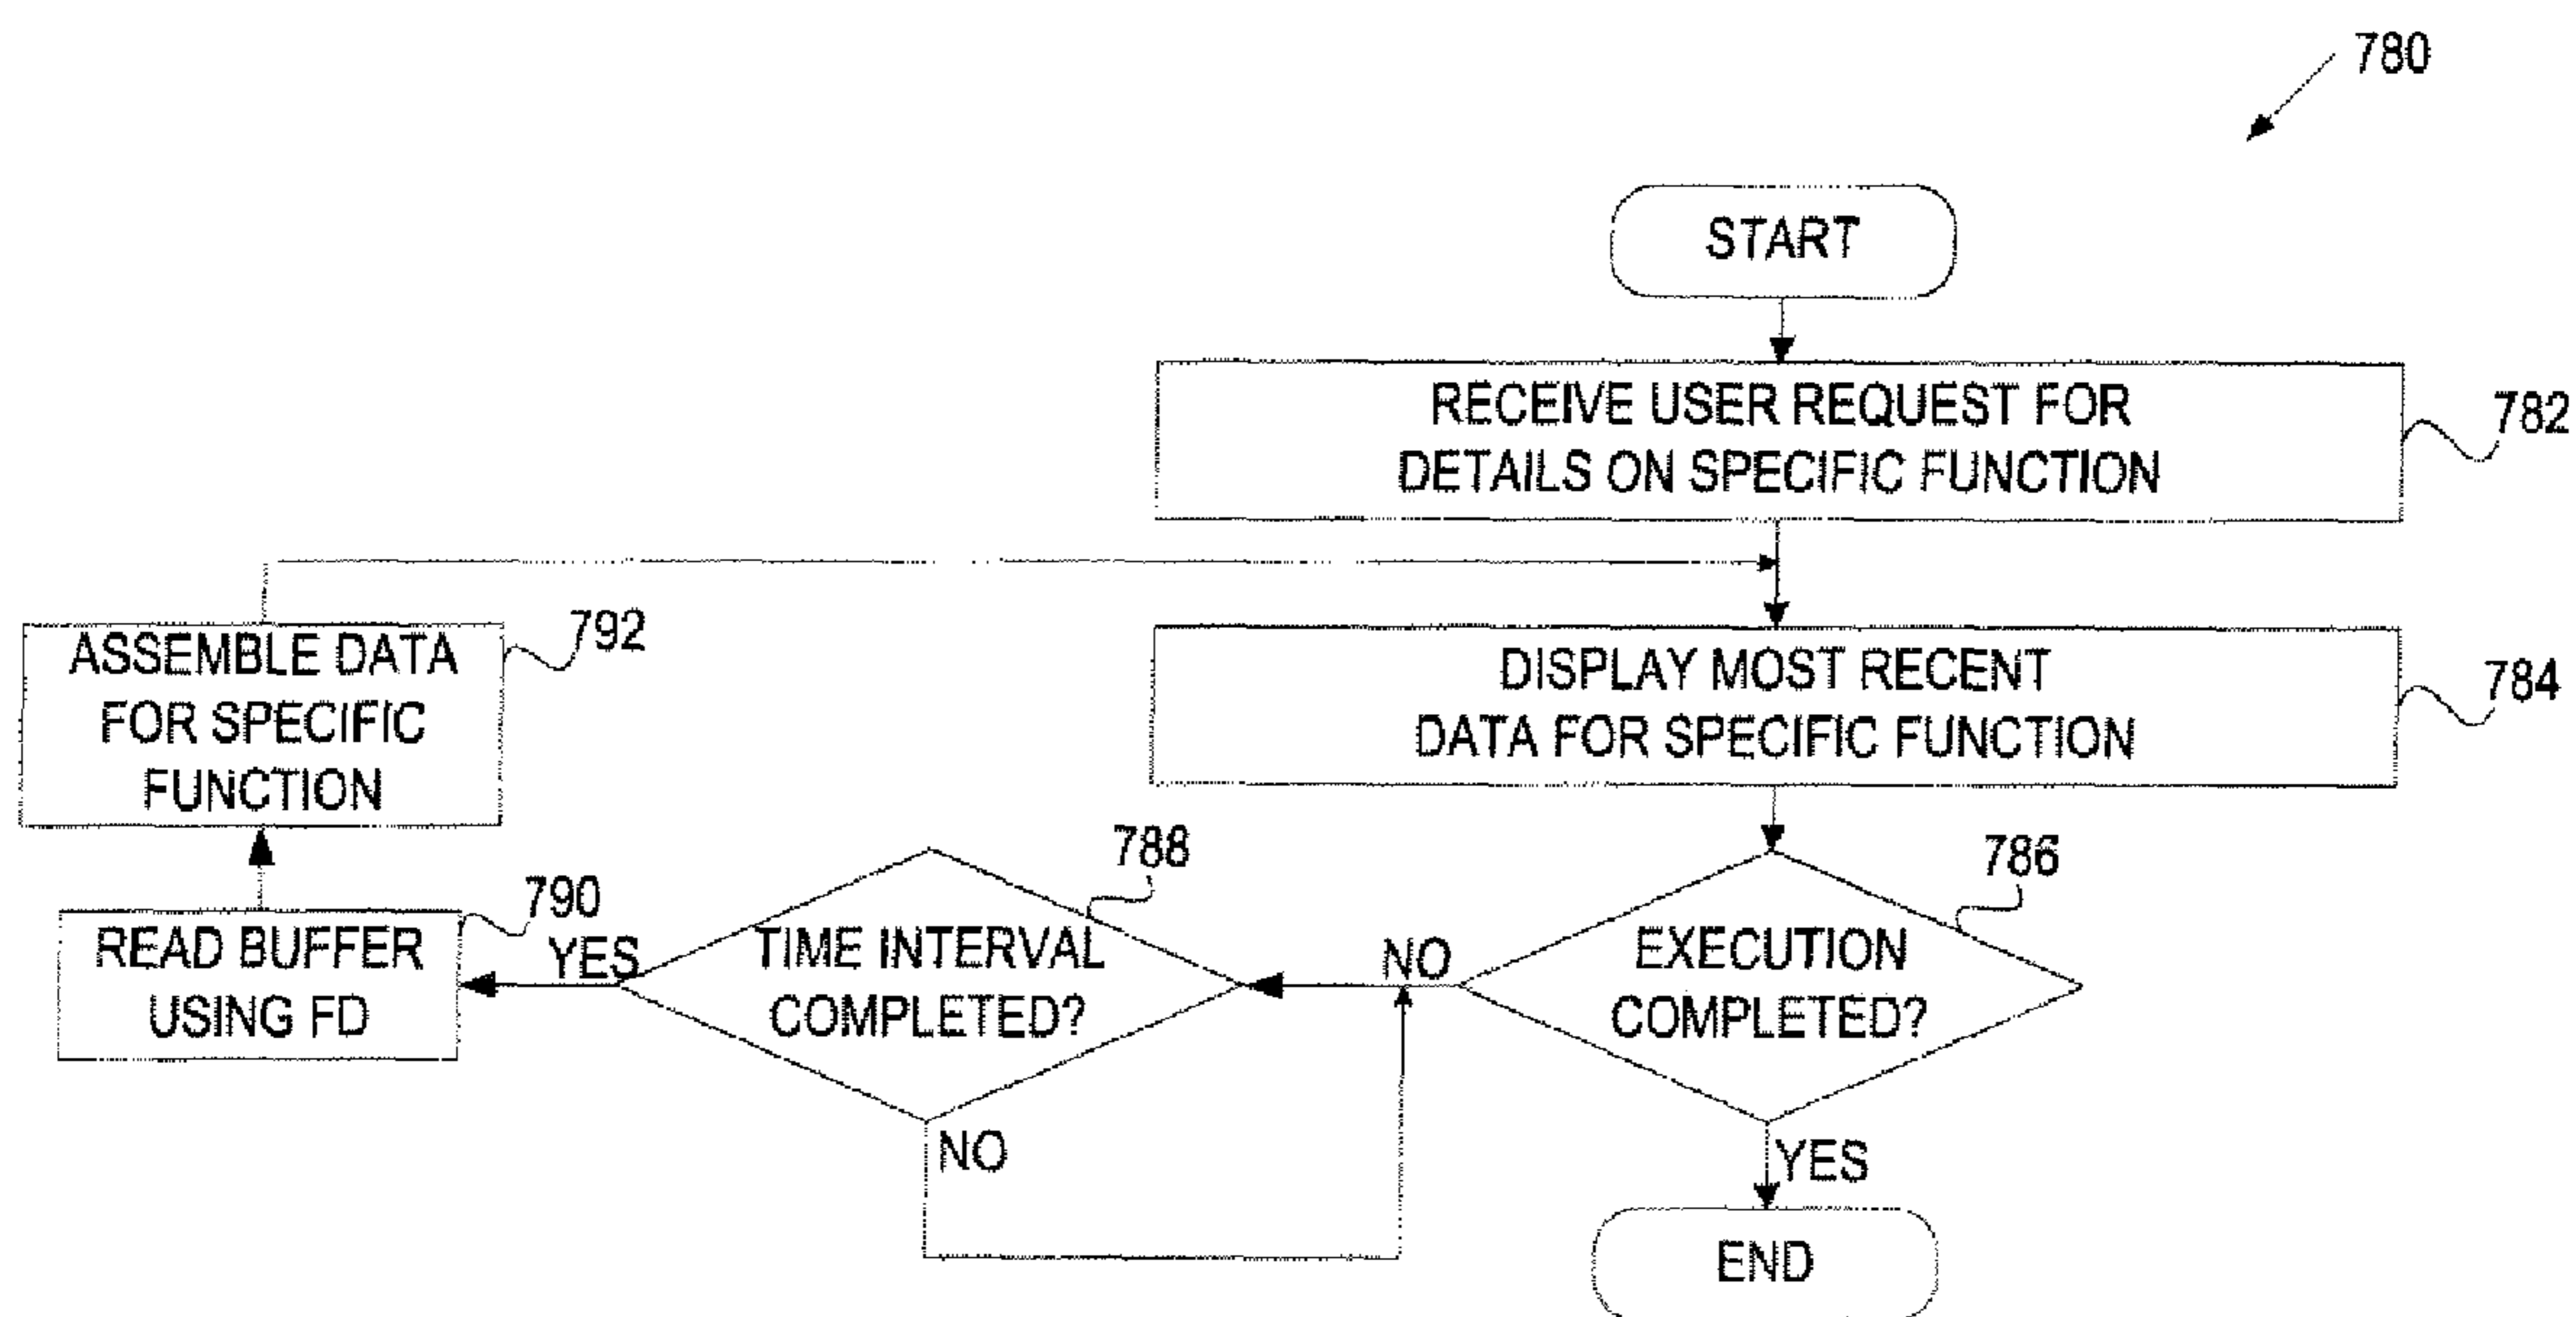 780
START
RECEIVE USER REQUEST FOR
DETAILS ON SPECIFIC FUNCTION
782
ASSEMBLE DATA
FOR SPECIFIC
FUNCTION
792
DISPLAY MOST RECENT
DATA FOR SPECIFIC FUNCTION
784
READ BUFFER
USING FD
790
YES
TIME INTERVAL
COMPLETED?
788
NO
NO
EXECUTION
COMPLETED?
786
YES
END